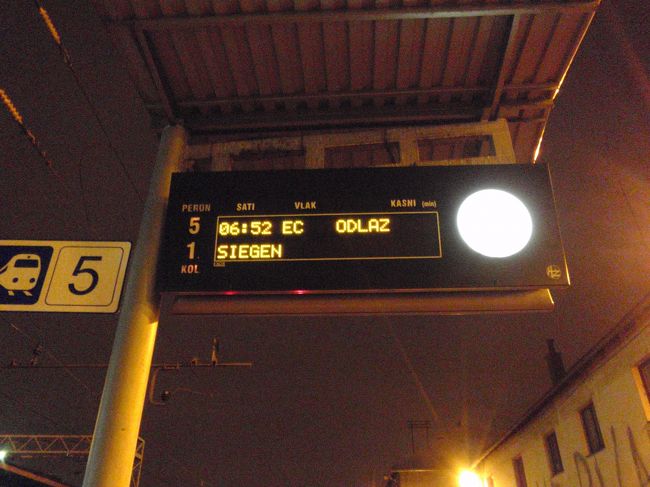 PERON SATI VLAK KASNI (min)
5 06:52 EC ODLAZ
1 SIEGEN
KOL
5